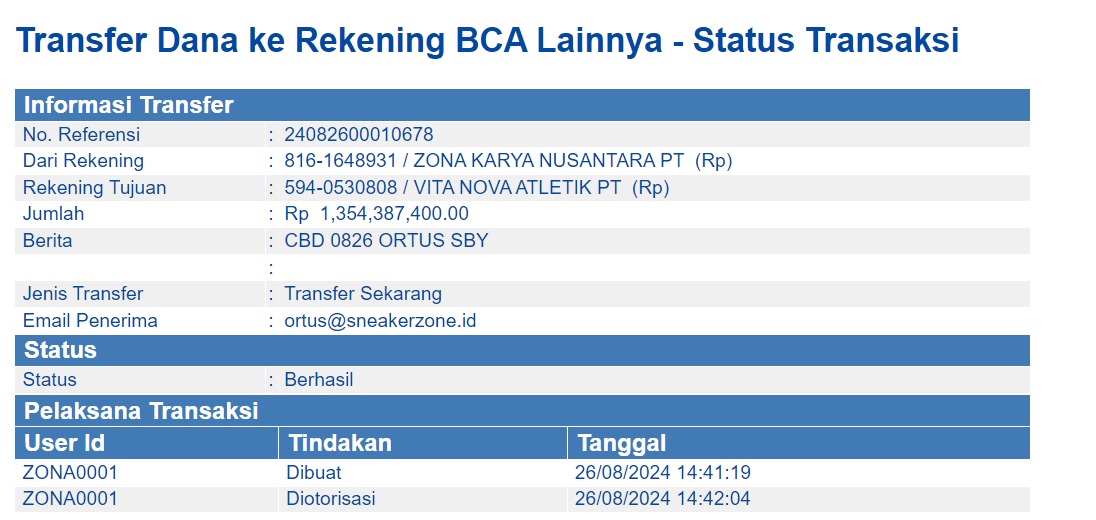 Transfer Dana ke Rekening BCA Lainnya - Status Transaksi
Informasi Transfer
No. Referensi : 24082600010678
Dari Rekening : 816-1648931 / ZONA KARYA NUSANTARA PT (Rp)
Rekening Tujuan : 594-0530808 / VITA NOVA ATLETIK PT (Rp)
Jumlah : Rp 1,354,387,400.00
Berita : CBD 0826 ORTUS SBY
:
Jenis Transfer : Transfer Sekarang
Email Penerima : ortus@sneakerzone.id
Status
Status : Berhasil
Pelaksana Transaksi
User Id Tindakan Tanggal
ZONA0001 Dibuat 26/08/2024 14:41:19
ZONA0001 Diotorisasi 26/08/2024 14:42:04